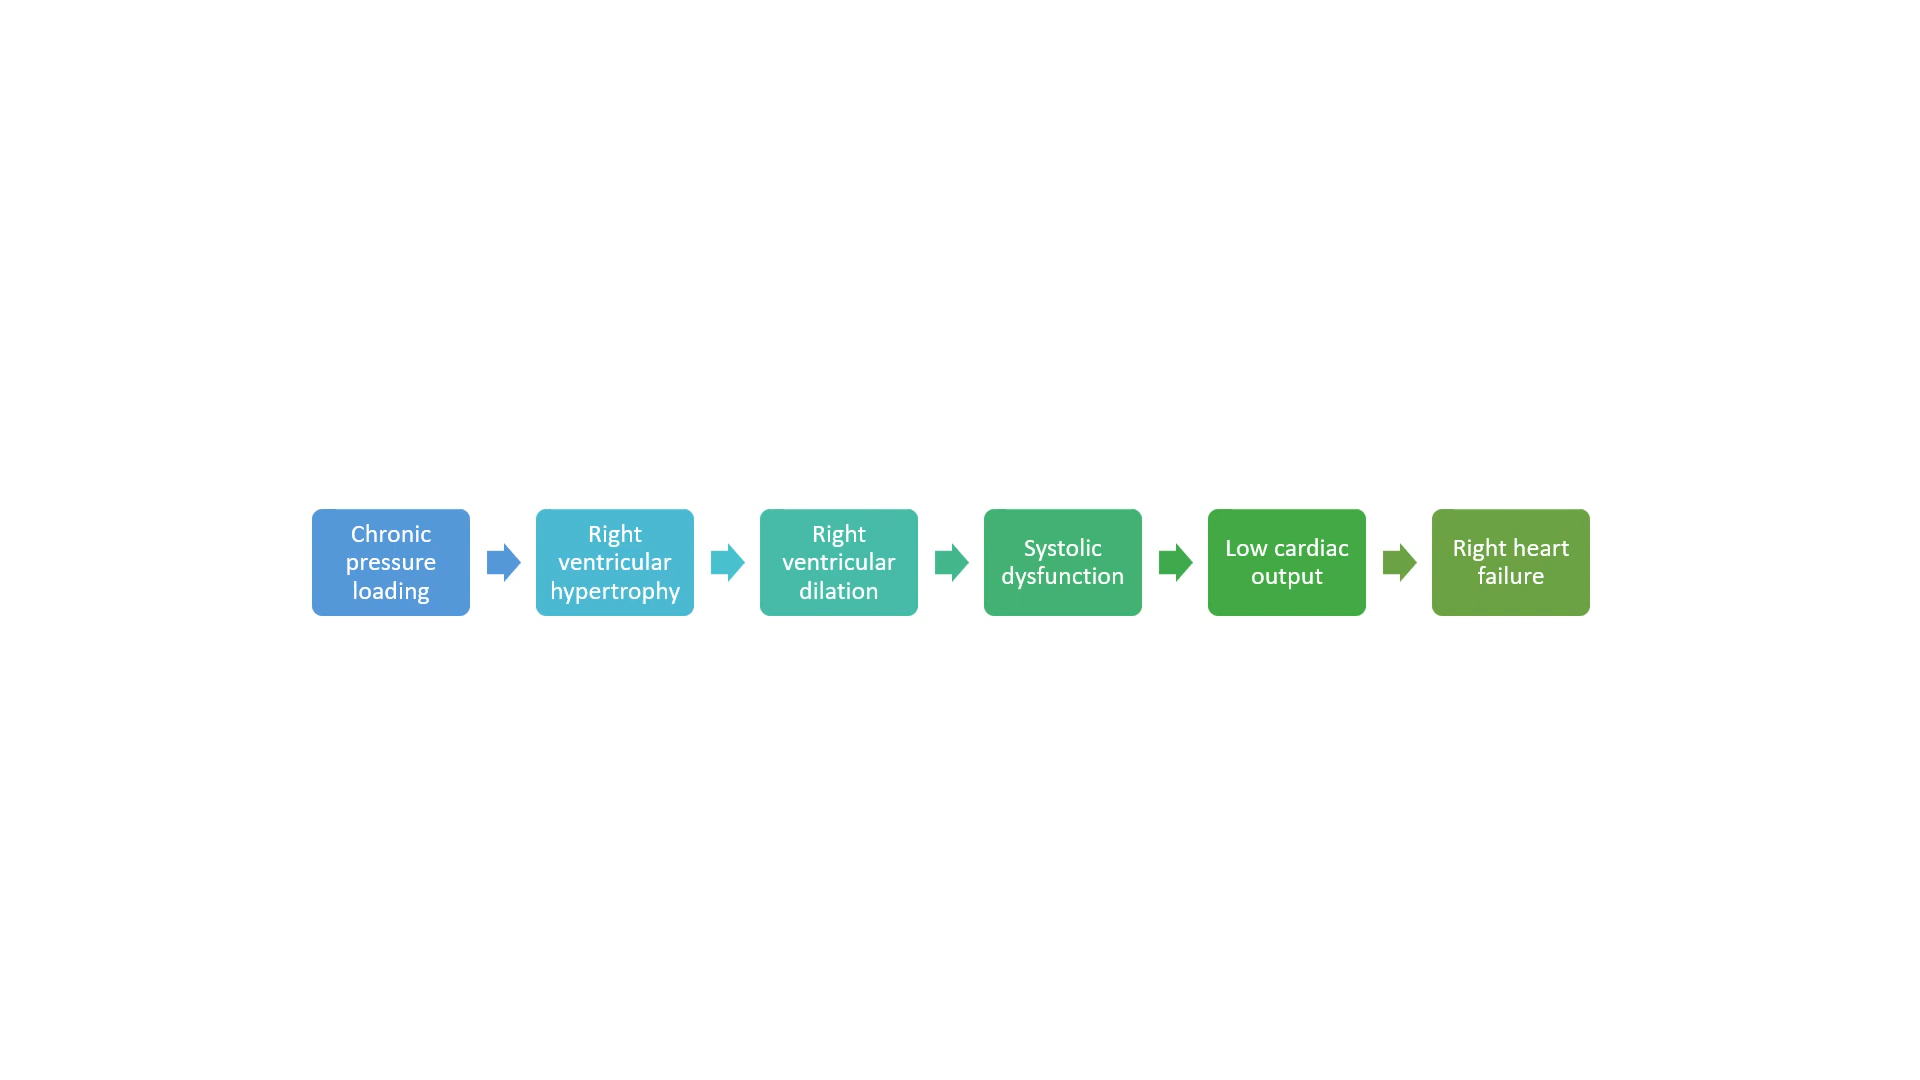 Chronic
pressure
loading
Right
ventricular
hypertrophy
Right
ventricular
dilation
Systolic
dysfunction
Low cardiac
output
Right heart
failure